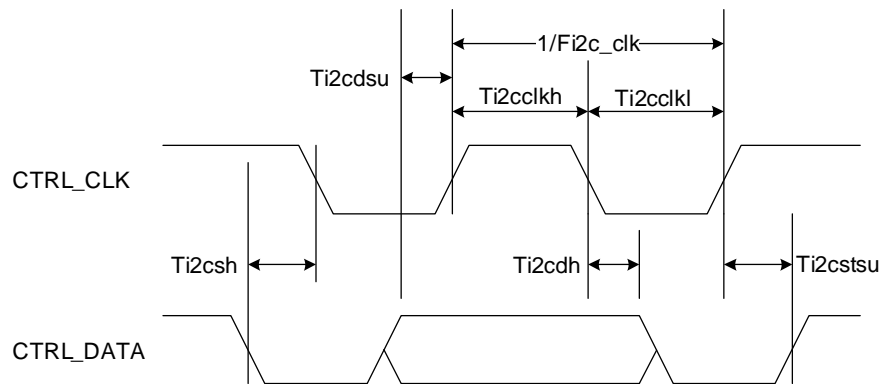 1/Fi2c_clk
Ti2cdsu
Ti2cclkh
Ti2cclkl
CTRL_CLK
Ti2csh
Ti2cdh
Ti2cstsu
CTRL_DATA